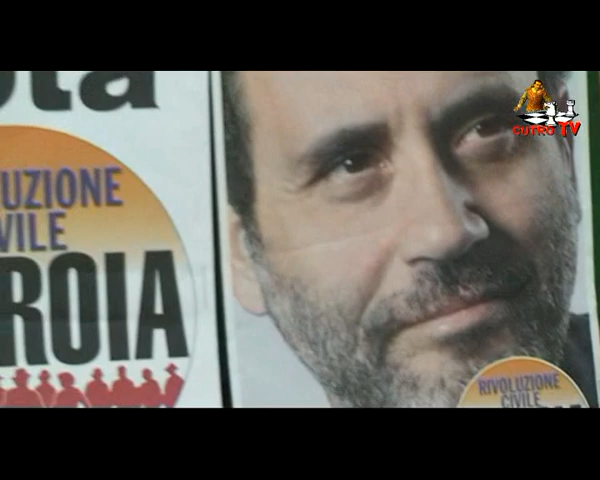 ota
UZIONE
VILE
ROIA
CUTRO TV
RIVOLUZIONE
CIVILE